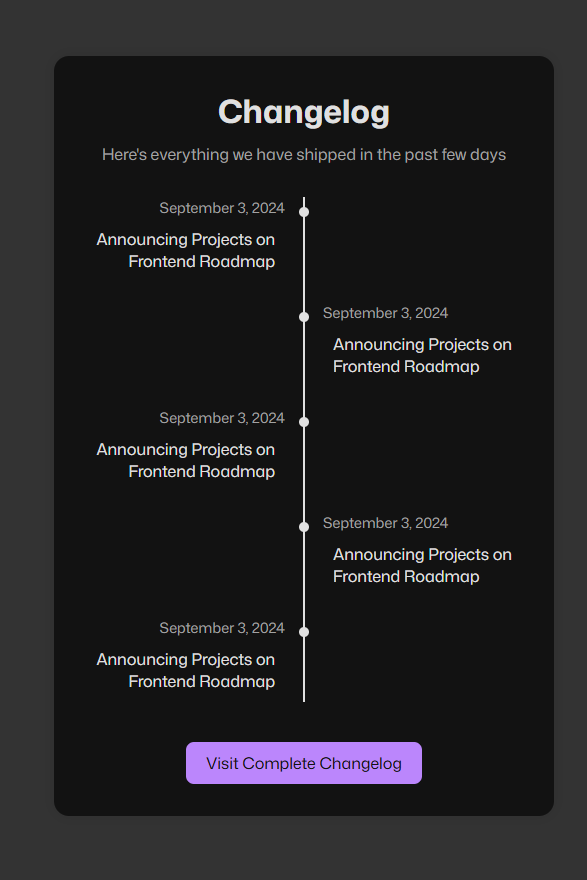 Changelog
Here's everything we have shipped in the past few days
September 3, 2024
Announcing Projects on
Frontend Roadmap
September 3, 2024
Announcing Projects on
Frontend Roadmap
September 3, 2024
Announcing Projects on
Frontend Roadmap
September 3, 2024
Announcing Projects on
Frontend Roadmap
September 3, 2024
Announcing Projects on
Frontend Roadmap
Visit Complete Changelog